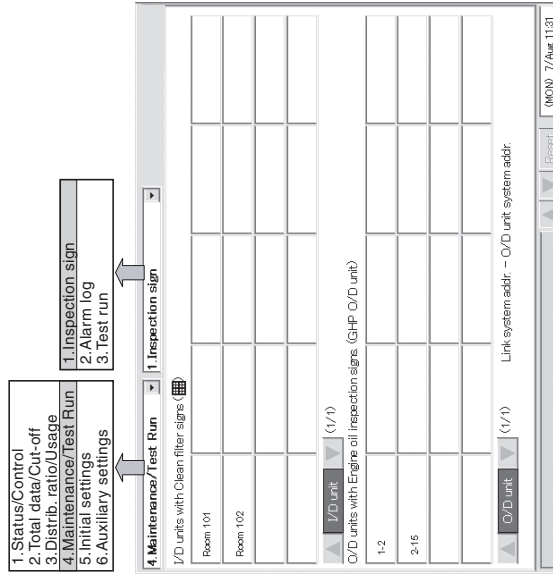 1.Status/Control
2.Total data/Cut-off
3.Distrib. ratio/Usage
4.Maintenance/Test Run
5.Initial settings
6.Auxiliary settings
1.Inspection sign
2.Alarm log
3.Test run
4.Maintenance/Test Run
1.Inspection sign
I/D units with Clean filter signs ( )
Room 101
Room 102
I/D unit (1/1)
O/D units with Engine oil inspection signs (GHP O/D unit)
1-2
2-15
O/D unit (1/1) Link system addr. – O/D unit system addr.
Reset (MON) 7/Aug 11:31